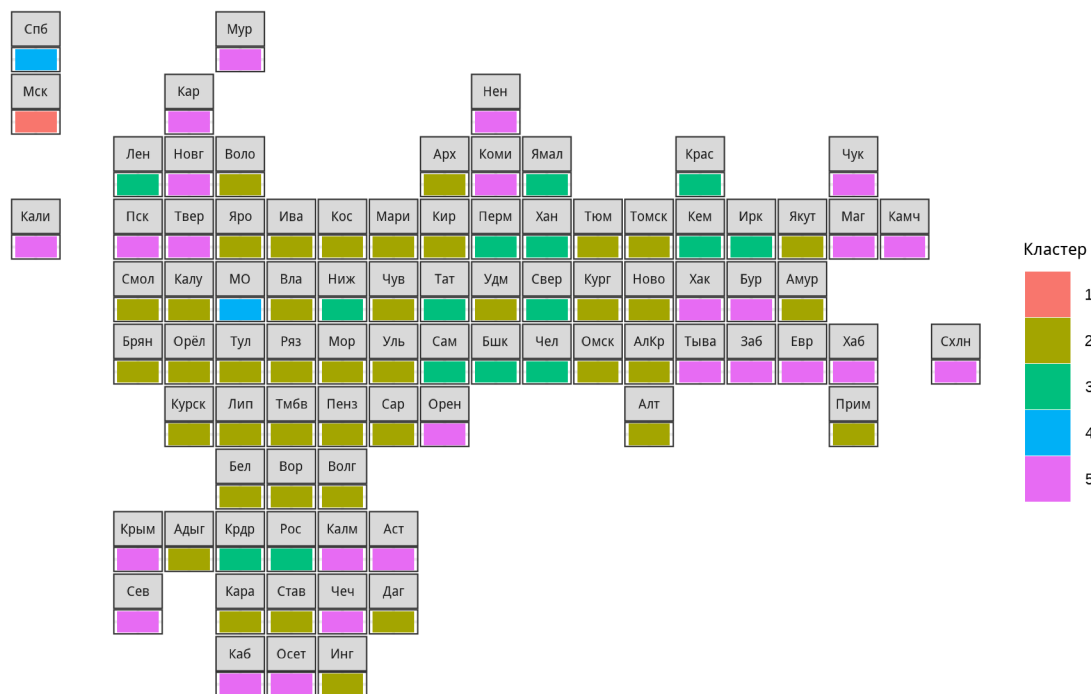 Спб Мур
Мск Кар Нен
Лен Новг Воло Арх Коми Ямал Крас Чук
Кали Пск Твер Яро Ива Кос Мари Кир Перм Хан Тюм Томск Кем Ирк Якут Маг Камч
Кластер
Смол Калу МО Вла Ниж Чув Тат Удм Свер Кург Ново Хак Бур Амур
1
2
3
4
5
Брян Орёл Тул Ряз Мор Уль Сам Бшк Чел Омск АлКр Тыва Заб Евр Хаб Схлн
Курск Лип Тмбв Пенз Сар Орен Алт Прим
Бел Вор Волг
Крым Адыг Крдр Рос Калм Аст
Сев Кара Став Чеч Даг
Каб Осет Инг